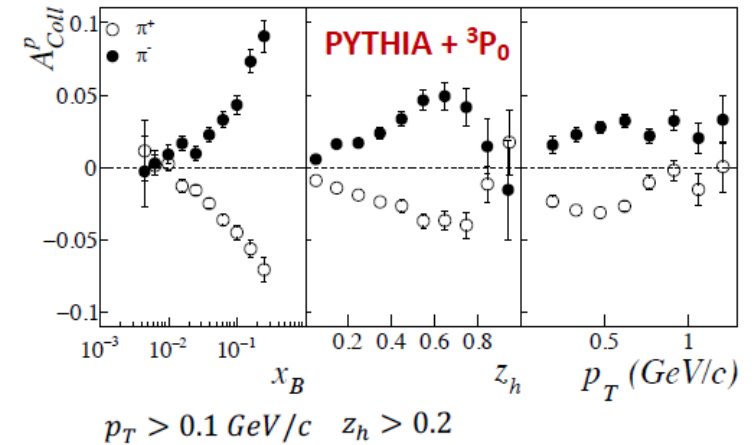 A^p_Coll
0.1
0.05
0
−0.05
−0.1
π⁺
π⁻
PYTHIA + ³P₀
10⁻³ 10⁻² 10⁻¹
x_B
0.2 0.4 0.6 0.8
z_h
0.5 1
p_T (GeV/c)
p_T > 0.1 GeV/c z_h > 0.2